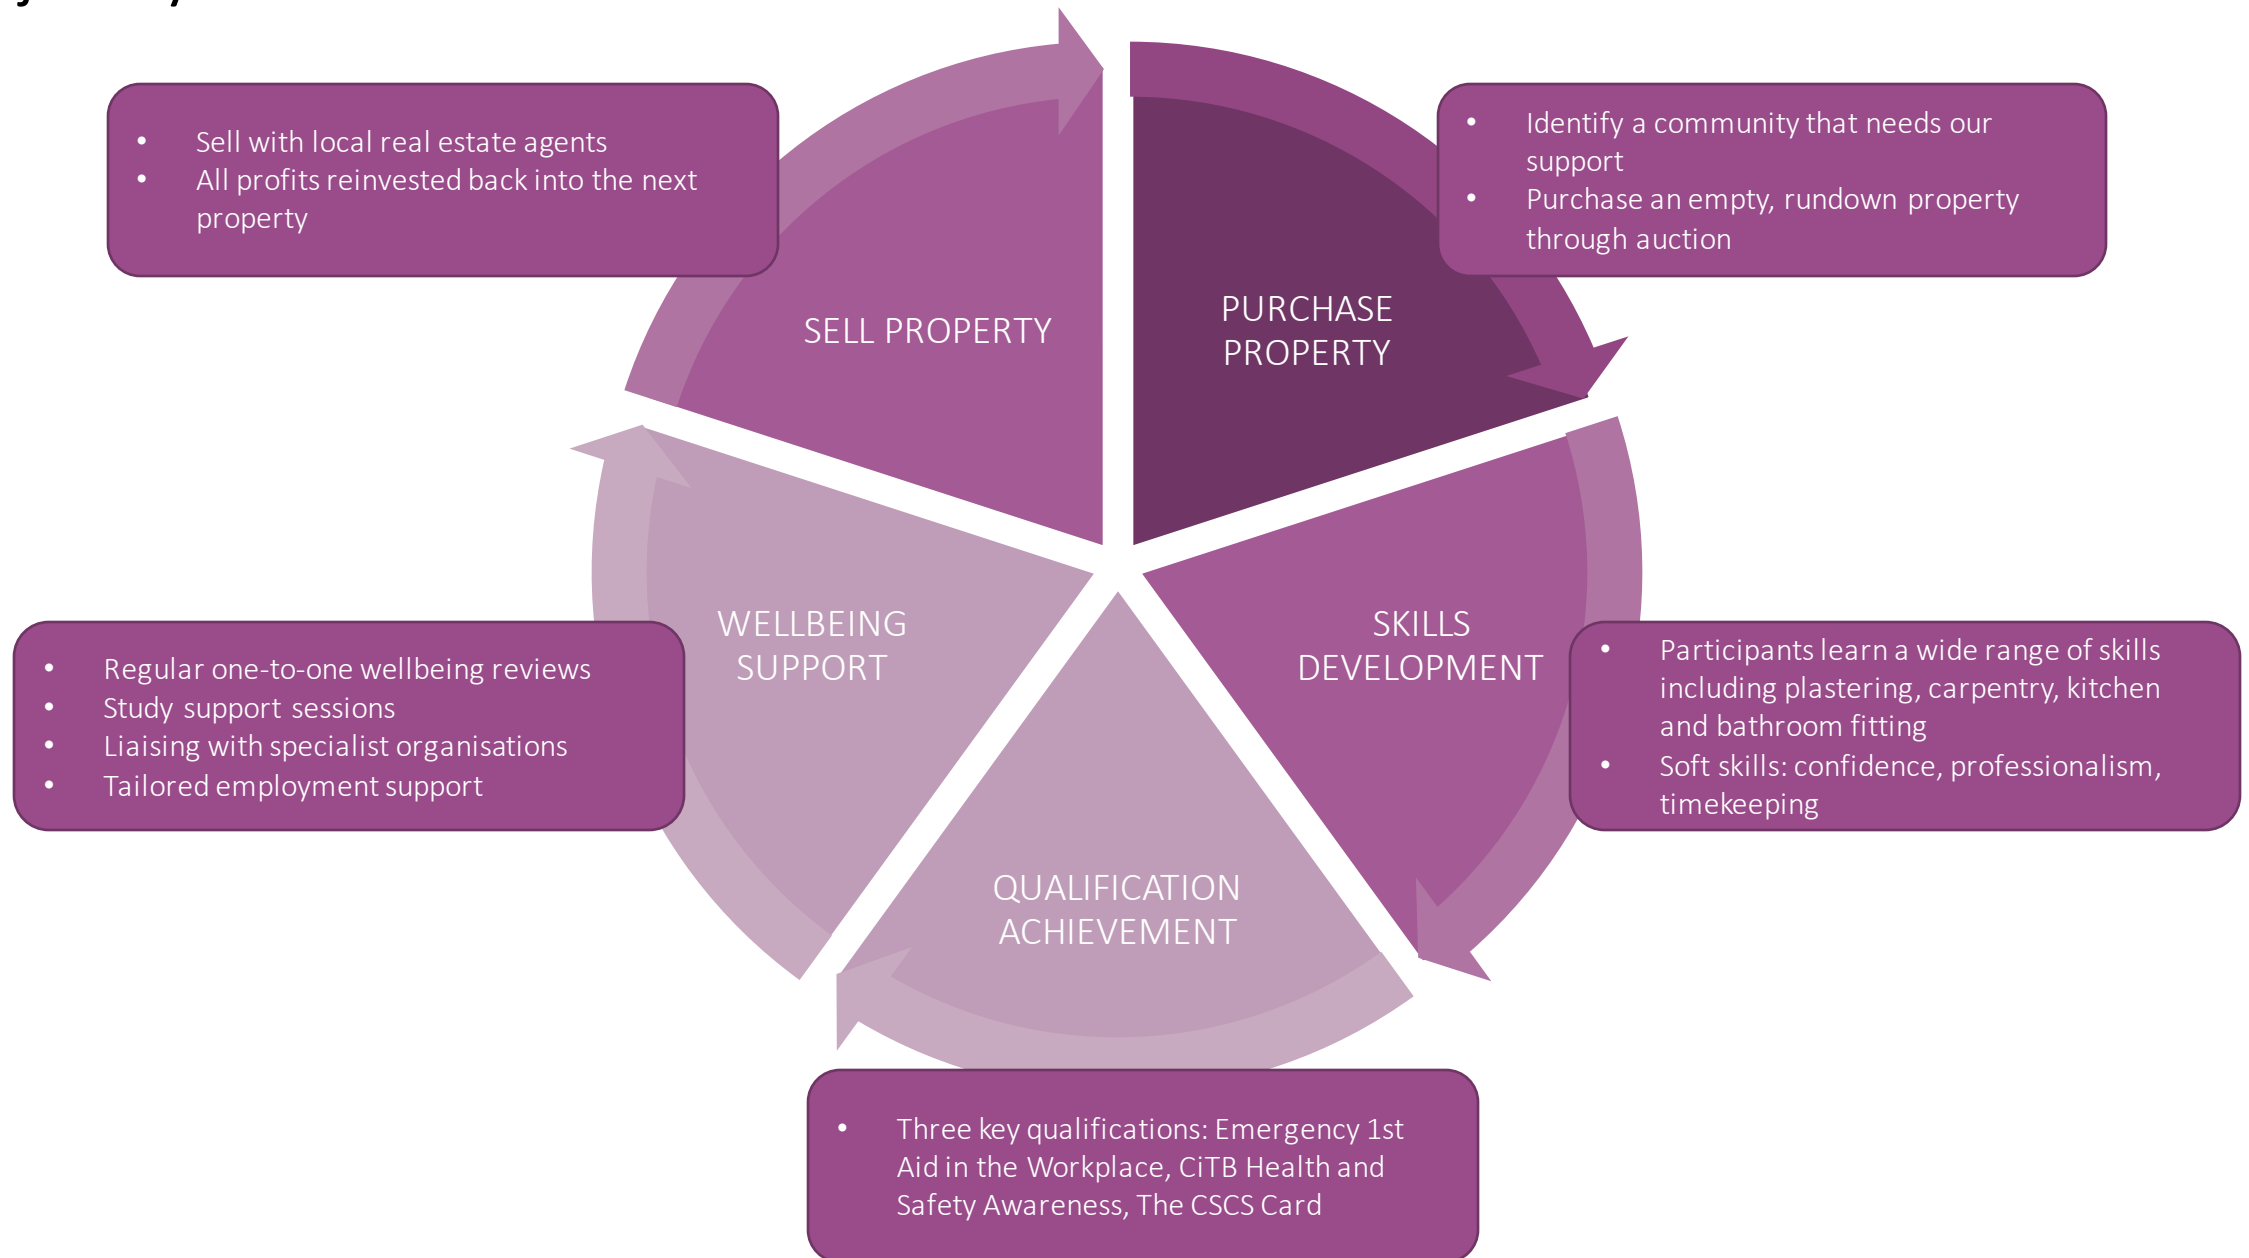 • Sell with local real estate agents
• All profits reinvested back into the next
property
• Identify a community that needs our
support
• Purchase an empty, rundown property
through auction
SELL PROPERTY
PURCHASE
PROPERTY
WELLBEING
SUPPORT
SKILLS
DEVELOPMENT
• Regular one-to-one wellbeing reviews
• Study support sessions
• Liaising with specialist organisations
• Tailored employment support
• Participants learn a wide range of skills
including plastering, carpentry, kitchen
and bathroom fitting
• Soft skills: confidence, professionalism,
timekeeping
QUALIFICATION
ACHIEVEMENT
• Three key qualifications: Emergency 1st
Aid in the Workplace, CiTB Health and
Safety Awareness, The CSCS Card